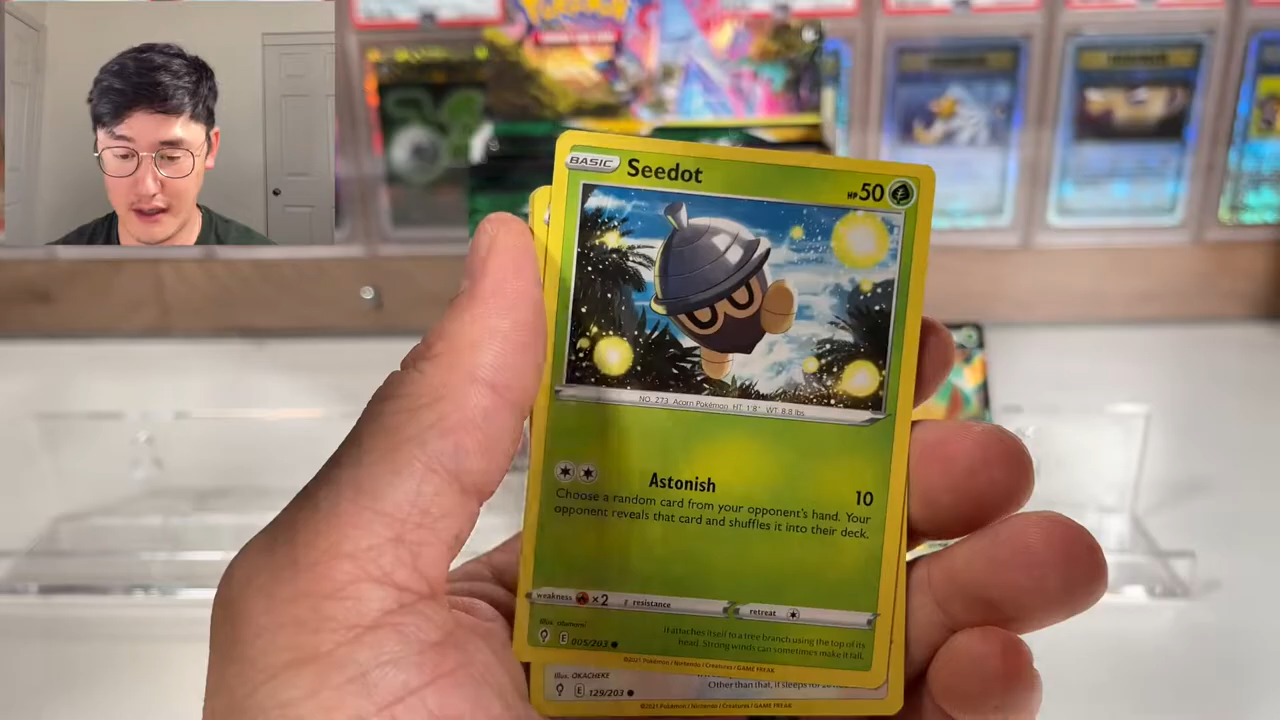 Pokémon
BASIC Seedot HP 50
NO. 273 Acorn Pokémon HT: 1'8" WT: 8.8 lbs
Astonish 10
Choose a random card from your opponent's hand. Your
opponent reveals that card and shuffles it into their deck.
weakness ×2 resistance retreat
Illus.
E 005/203
It attaches itself to a tree branch using the top of its
head. Strong winds can sometimes make it fall.
©2021 Pokémon / Nintendo / Creatures / GAME FREAK
Illus. OKACHEKE
Other than that, it sleeps for
E 129/203
©2021 Pokémon / Nintendo / Creatures / GAME FREAK